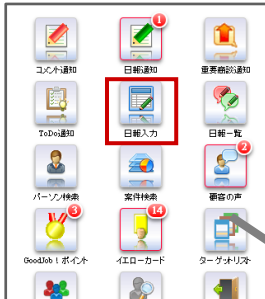 コメント通知
1
日報通知
重要商談通知
ToDo通知
日報入力
日報一覧
パーソン検索
案件検索
2
顧客の声
3
GoodJob！ポイント
14
イエローカード
ターゲットリスト